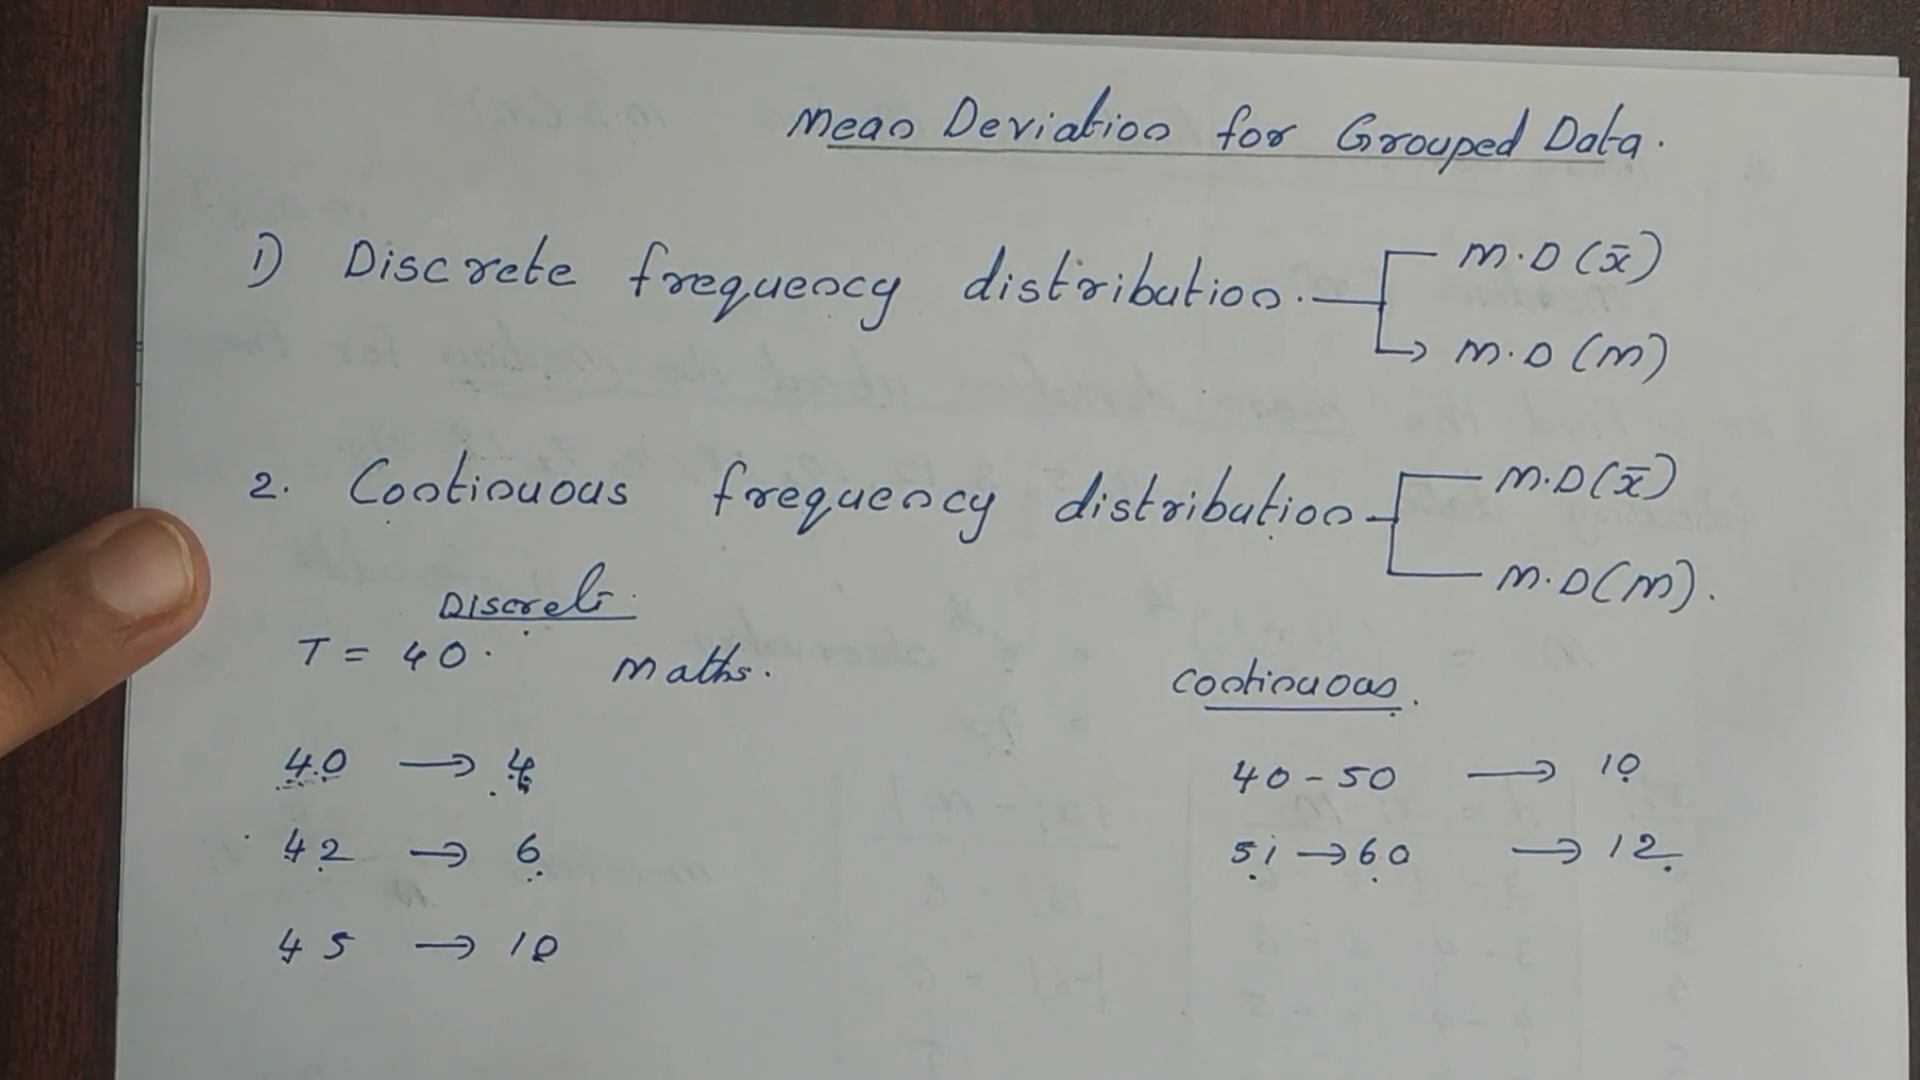 Mean Deviation for Grouped Data.
1) Discrete frequency distribution. M.D (x̄)
M.D (M)
2. Continuous frequency distribution M.D(x̄)
M.D(M).
Discrete
T = 40. Maths.
Continuous.
40 → 4
40 - 50 → 10
42 → 6
51 → 60 → 12
45 → 10